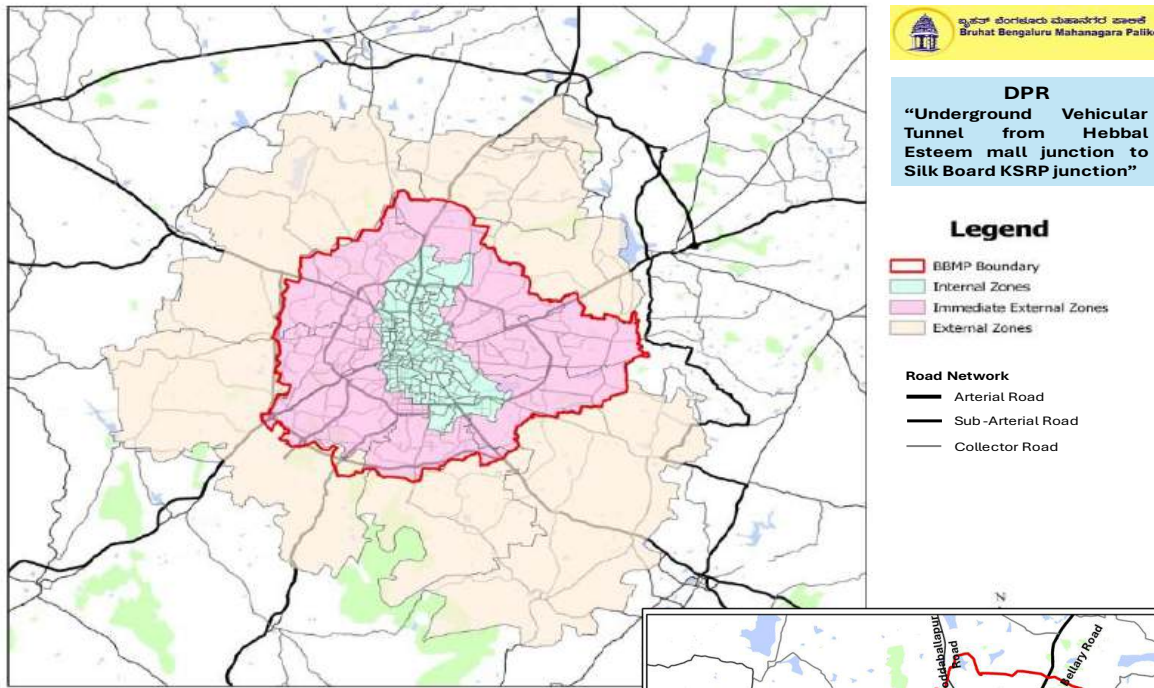 ಬೃಹತ್ ಬೆಂಗಳೂರು ಮಹಾನಗರ ಪಾಲಿಕೆ
Bruhat Bengaluru Mahanagara Palike
DPR
“Underground Vehicular
Tunnel from Hebbal
Esteem mall junction to
Silk Board KSRP junction”
Legend
BBMP Boundary
Internal Zones
Immediate External Zones
External Zones
Road Network
Arterial Road
Sub-Arterial Road
Collector Road
N
Road
Bellary Road